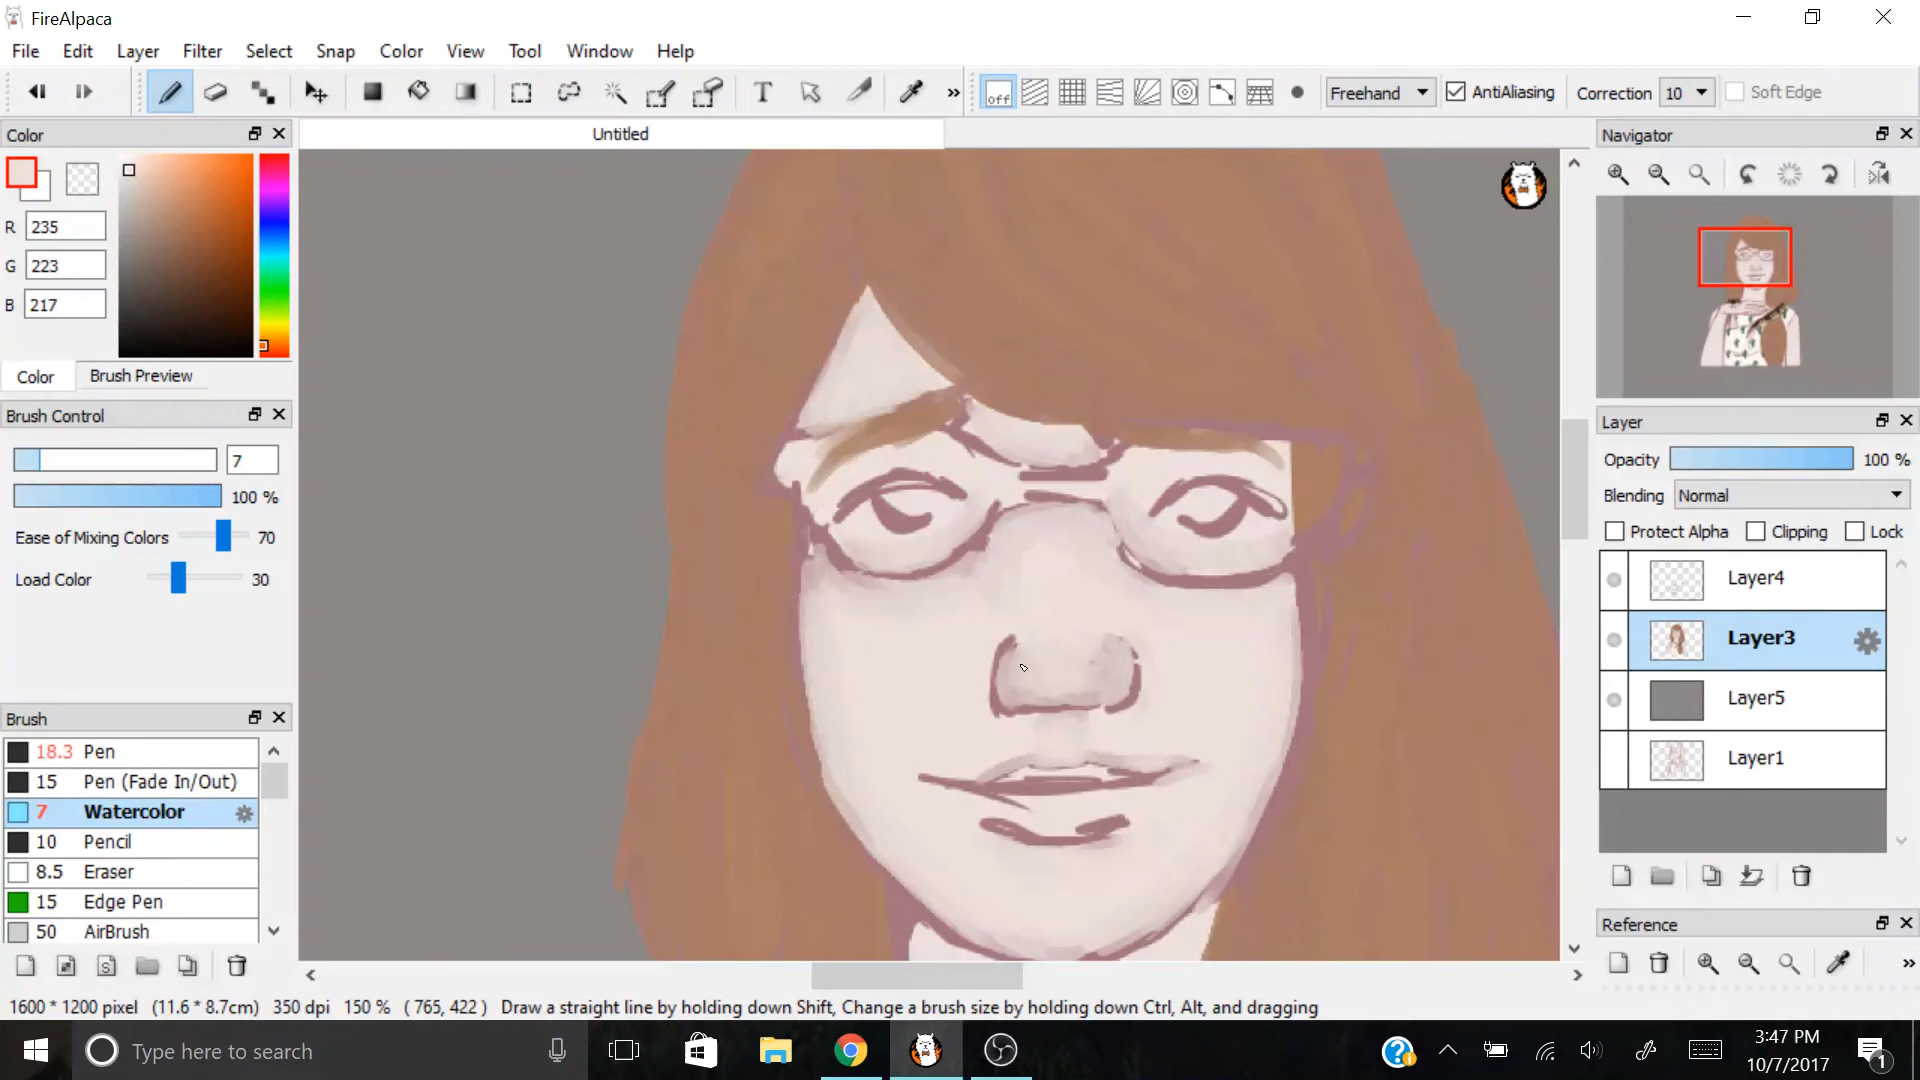 FireAlpaca
File Edit Layer Filter Select Snap Color View Tool Window Help
off Freehand AntiAliasing Correction 10 Soft Edge
Color Untitled Navigator
R 235
G 223
B 217
Color Brush Preview
Brush Control
7
100 %
Ease of Mixing Colors 70
Load Color 30
Brush
18.3 Pen
15 Pen (Fade In/Out)
7 Watercolor
10 Pencil
8.5 Eraser
15 Edge Pen
50 AirBrush
Layer
Opacity 100 %
Blending Normal
Protect Alpha Clipping Lock
Layer4
Layer3
Layer5
Layer1
Reference
1600 * 1200 pixel (11.6 * 8.7cm) 350 dpi 150 % ( 765, 422 ) Draw a straight line by holding down Shift, Change a brush size by holding down Ctrl, Alt, and dragging
Type here to search
3:47 PM
10/7/2017
1